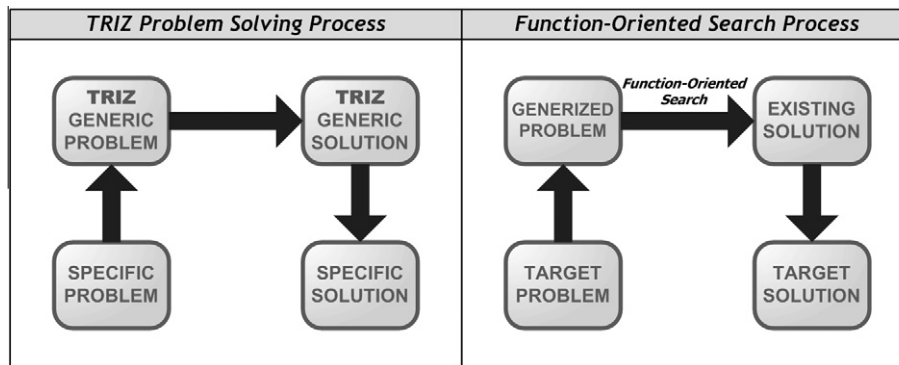 TRIZ Problem Solving Process
TRIZ
GENERIC
PROBLEM
TRIZ
GENERIC
SOLUTION
SPECIFIC
PROBLEM
SPECIFIC
SOLUTION
Function-Oriented Search Process
GENERIZED
PROBLEM
Function-Oriented
Search
EXISTING
SOLUTION
TARGET
PROBLEM
TARGET
SOLUTION